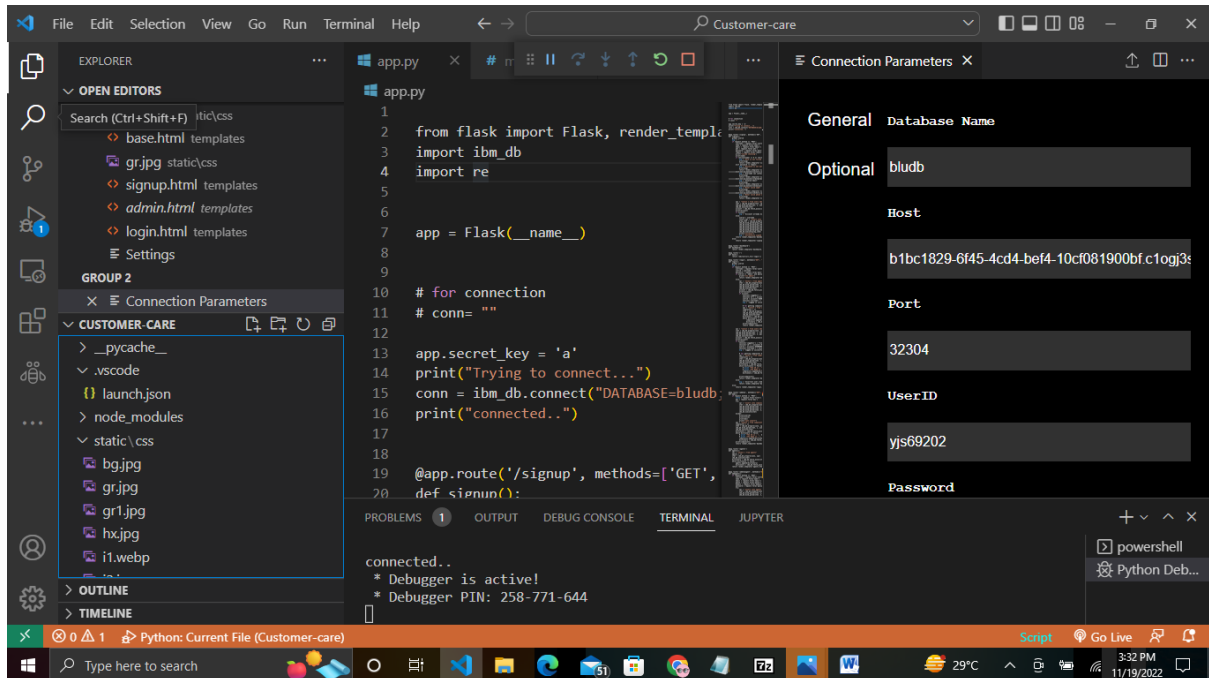 File Edit Selection View Go Run Terminal Help
Customer-care
EXPLORER
OPEN EDITORS
Search (Ctrl+Shift+F)
base.html templates
gr.jpg static\css
signup.html templates
admin.html templates
login.html templates
Settings
GROUP 2
Connection Parameters
CUSTOMER-CARE
__pycache__
.vscode
launch.json
node_modules
static\css
bg.jpg
gr.jpg
gr1.jpg
hx.jpg
i1.webp
OUTLINE
TIMELINE
app.py
app.py
1
2 from flask import Flask, render_templa
3 import ibm_db
4 import re
5
6
7 app = Flask(__name__)
8
9
10 # for connection
11 # conn= ""
12
13 app.secret_key = 'a'
14 print("Trying to connect...")
15 conn = ibm_db.connect("DATABASE=bludb;
16 print("connected..")
17
18
19 @app.route('/signup', methods=['GET',
20 def signup():
Connection Parameters
General
Optional
Database Name
bludb
Host
b1bc1829-6f45-4cd4-bef4-10cf081900bf.c1ogj3s
Port
32304
UserID
yjs69202
Password
PROBLEMS 1 OUTPUT DEBUG CONSOLE TERMINAL JUPYTER
connected..
* Debugger is active!
* Debugger PIN: 258-771-644
powershell
Python Deb...
0 1 Python: Current File (Customer-care)
Script Go Live
Type here to search
51
29°C
3:32 PM
11/19/2022